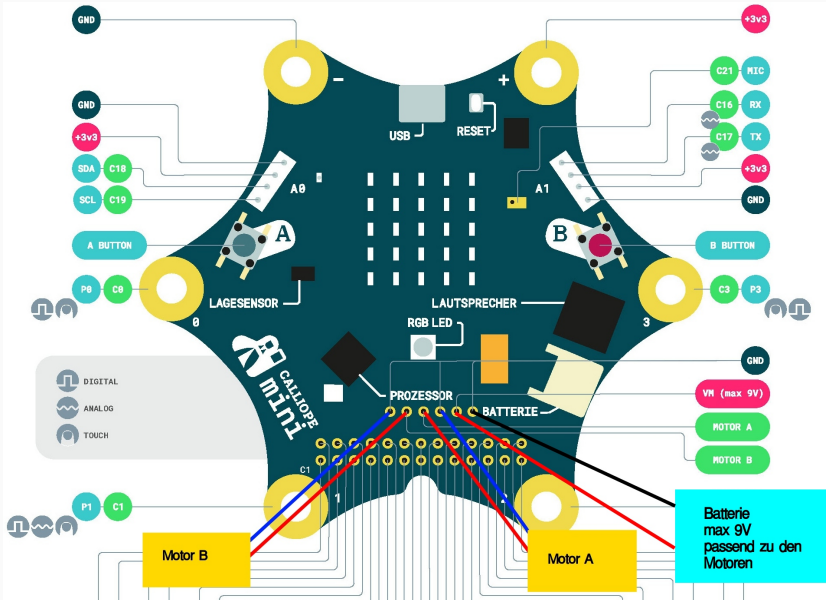 GND
+3v3
-
+
C21 MIC
GND
C16 RX
+3v3
C17 TX
USB
RESET
SDA C18
+3v3
SCL C19
GND
A0
A1
A BUTTON
A
B
B BUTTON
P0 C0
C3 P3
LAGESENSOR
LAUTSPRECHER
0
3
RGB LED
DIGITAL
ANALOG
TOUCH
CALLIOPE
mini
PROZESSOR
BATTERIE
GND
VM (max 9V)
MOTOR A
MOTOR B
C1
1
2
P1 C1
Motor B
Motor A
Batterie
max 9V
passend zu den
Motoren